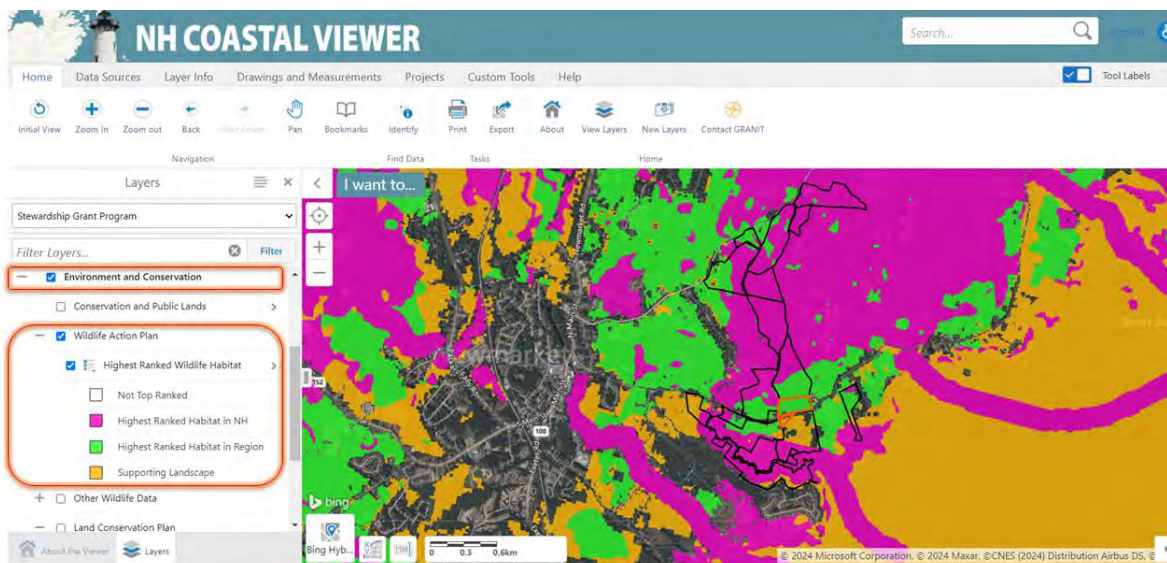 NH COASTAL VIEWER
Search...
Home Data Sources Layer Info Drawings and Measurements Projects Custom Tools Help
Tool Labels
Initial View Zoom In Zoom out Back Pan Bookmarks Identify Print Export About View Layers New Layers Contact GRANIT
Navigation Find Data Tasks Home
Layers
I want to...
Stewardship Grant Program
Filter Layers... Filter
Environment and Conservation
Conservation and Public Lands
Wildlife Action Plan
Highest Ranked Wildlife Habitat
Not Top Ranked
Highest Ranked Habitat in NH
Highest Ranked Habitat in Region
Supporting Landscape
Other Wildlife Data
Land Conservation Plan
About the Viewer Layers
152
108
bing
Bing Hyb...
0 0.3 0.6km
© 2024 Microsoft Corporation, © 2024 Maxar, ©CNES (2024) Distribution Airbus DS, ©